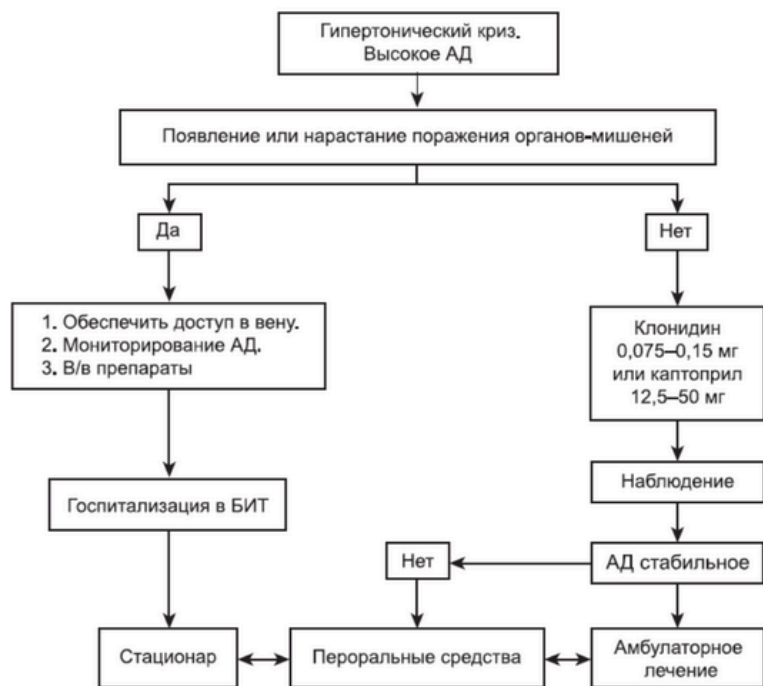 Гипертонический криз.
Высокое АД
Появление или нарастание поражения органов-мишеней
Да
Нет
1. Обеспечить доступ в вену.
2. Мониторирование АД.
3. В/в препараты
Клонидин
0,075–0,15 мг
или каптоприл
12,5–50 мг
Госпитализация в БИТ
Наблюдение
Нет
АД стабильное
Стационар
Пероральные средства
Амбулаторное
лечение